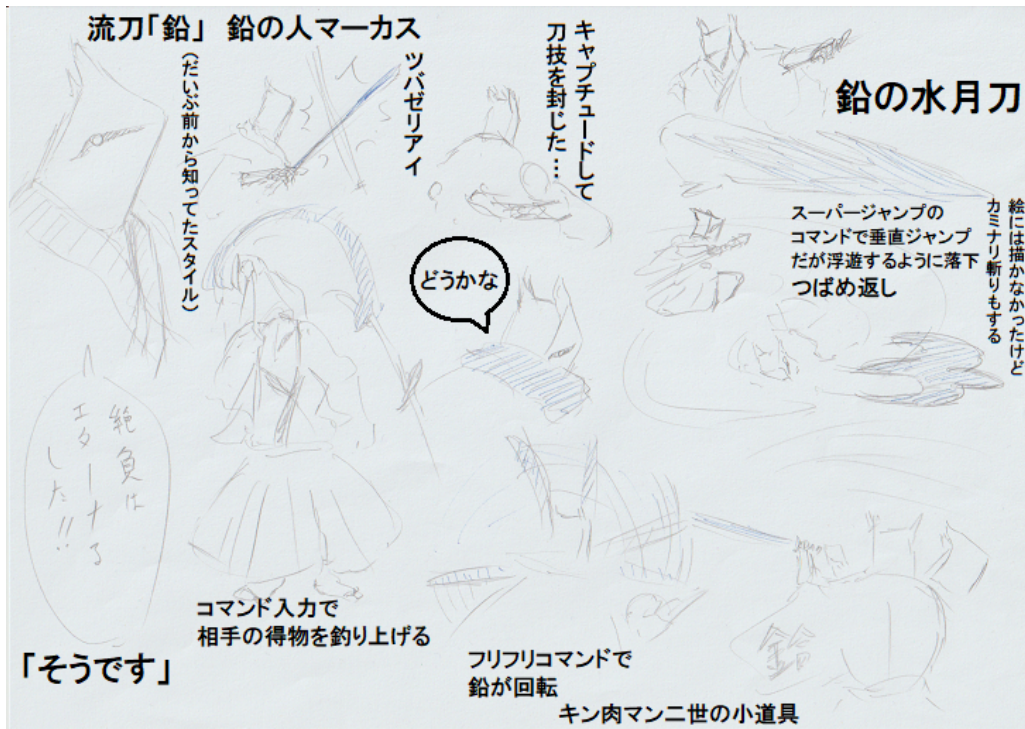 流刀「鉛」 鉛の人マーカス
(だいぶ前から知ってたスタイル)
ツバゼリアイ
キャプチュードして
刀技を封じた…
鉛の水月刀
絵には描かなかったけど
カミナリ斬りもする
スーパージャンプの
コマンドで垂直ジャンプ
だが浮遊するように落下
つばめ返し
どうかな
エターナる
した!!
「そうです」
コマンド入力で
相手の得物を釣り上げる
フリフリコマンドで
鉛が回転
キン肉マン二世の小道具